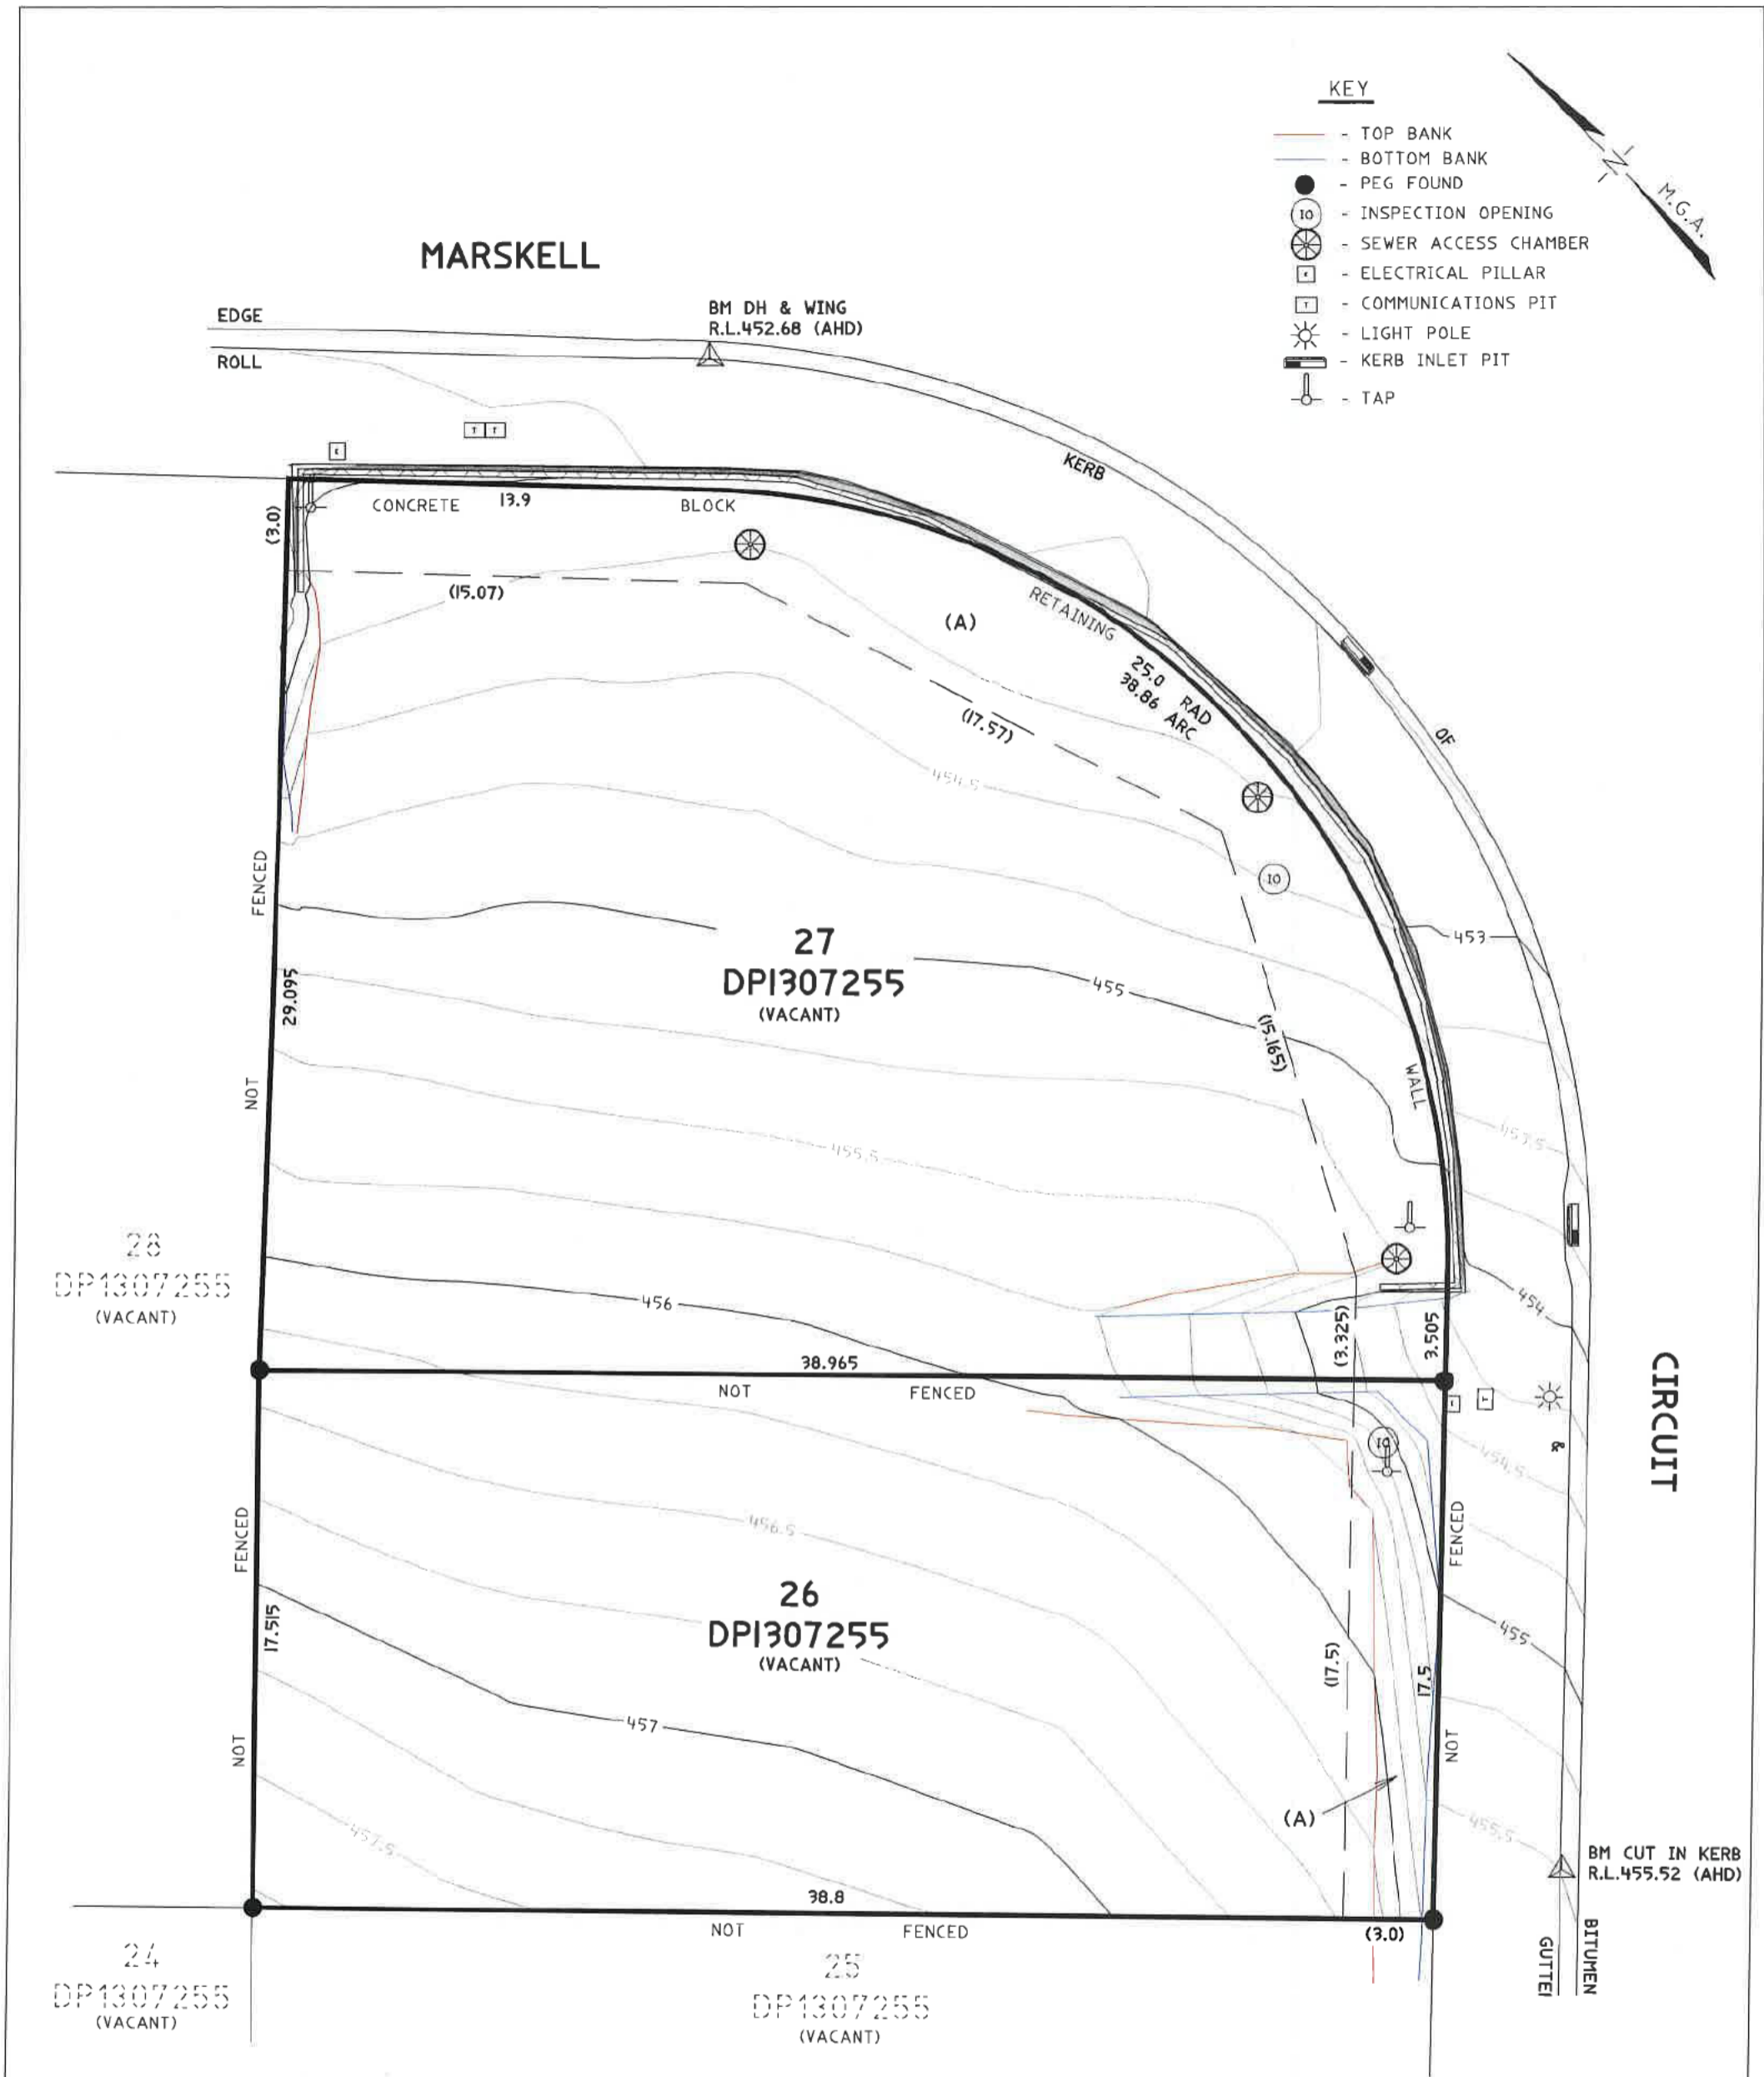 KEY
- TOP BANK
- BOTTOM BANK
- PEG FOUND
IO - INSPECTION OPENING
- SEWER ACCESS CHAMBER
E - ELECTRICAL PILLAR
T - COMMUNICATIONS PIT
- LIGHT POLE
- KERB INLET PIT
- TAP
N
M.G.A.
MARSKELL
EDGE
ROLL
BM DH & WING
R.L.452.68 (AHD)
T T
E
KERB
CONCRETE
13.9
BLOCK
(3.0)
(15.07)
(A)
RETAINING
25.0 RAD
38.86 ARC
(17.57)
OF
454.5
IO
FENCED
27
DP1307255
(VACANT)
453
455
29.095
(15.165)
NOT
WALL
453.5
455.5
28
DP1307255
(VACANT)
456
454
(3.325)
3.505
38.965
NOT
FENCED
E
T
CIRCUIT
&
IO
454.5
FENCED
456.5
FENCED
26
DP1307255
(VACANT)
17.515
455
(17.5)
17.5
457
NOT
NOT
(A)
457.5
455.5
BM CUT IN KERB
R.L.455.52 (AHD)
38.8
NOT
FENCED
(3.0)
GUTTE
BITUMEN
24
DP1307255
(VACANT)
25
DP1307255
(VACANT)